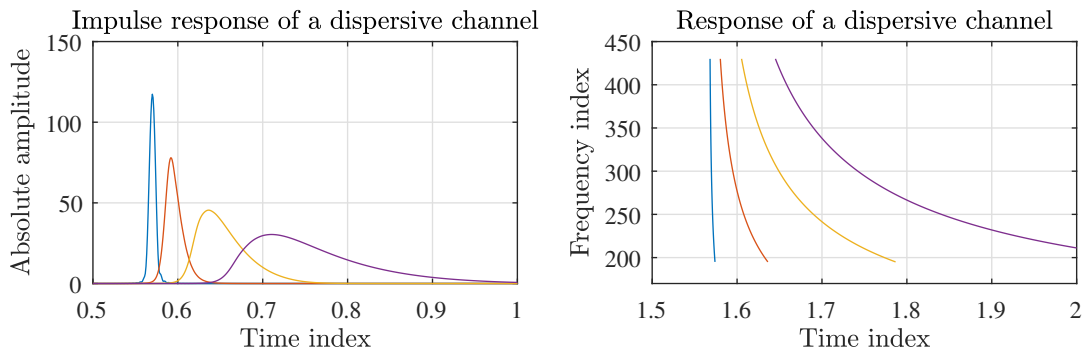 Impulse response of a dispersive channel
Absolute amplitude
150
100
50
0
0.5 0.6 0.7 0.8 0.9 1
Time index
Response of a dispersive channel
Frequency index
450
400
350
300
250
200
1.5 1.6 1.7 1.8 1.9 2
Time index